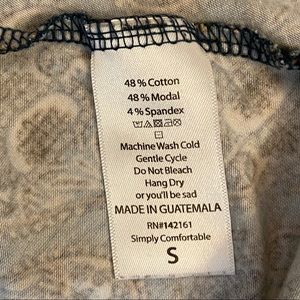 48% Cotton
48% Modal
4% Spandex
Machine Wash Cold
Gentle Cycle
Do Not Bleach
Hang Dry
or you'll be sad
MADE IN GUATEMALA
RN#142161
Simply Comfortable
S